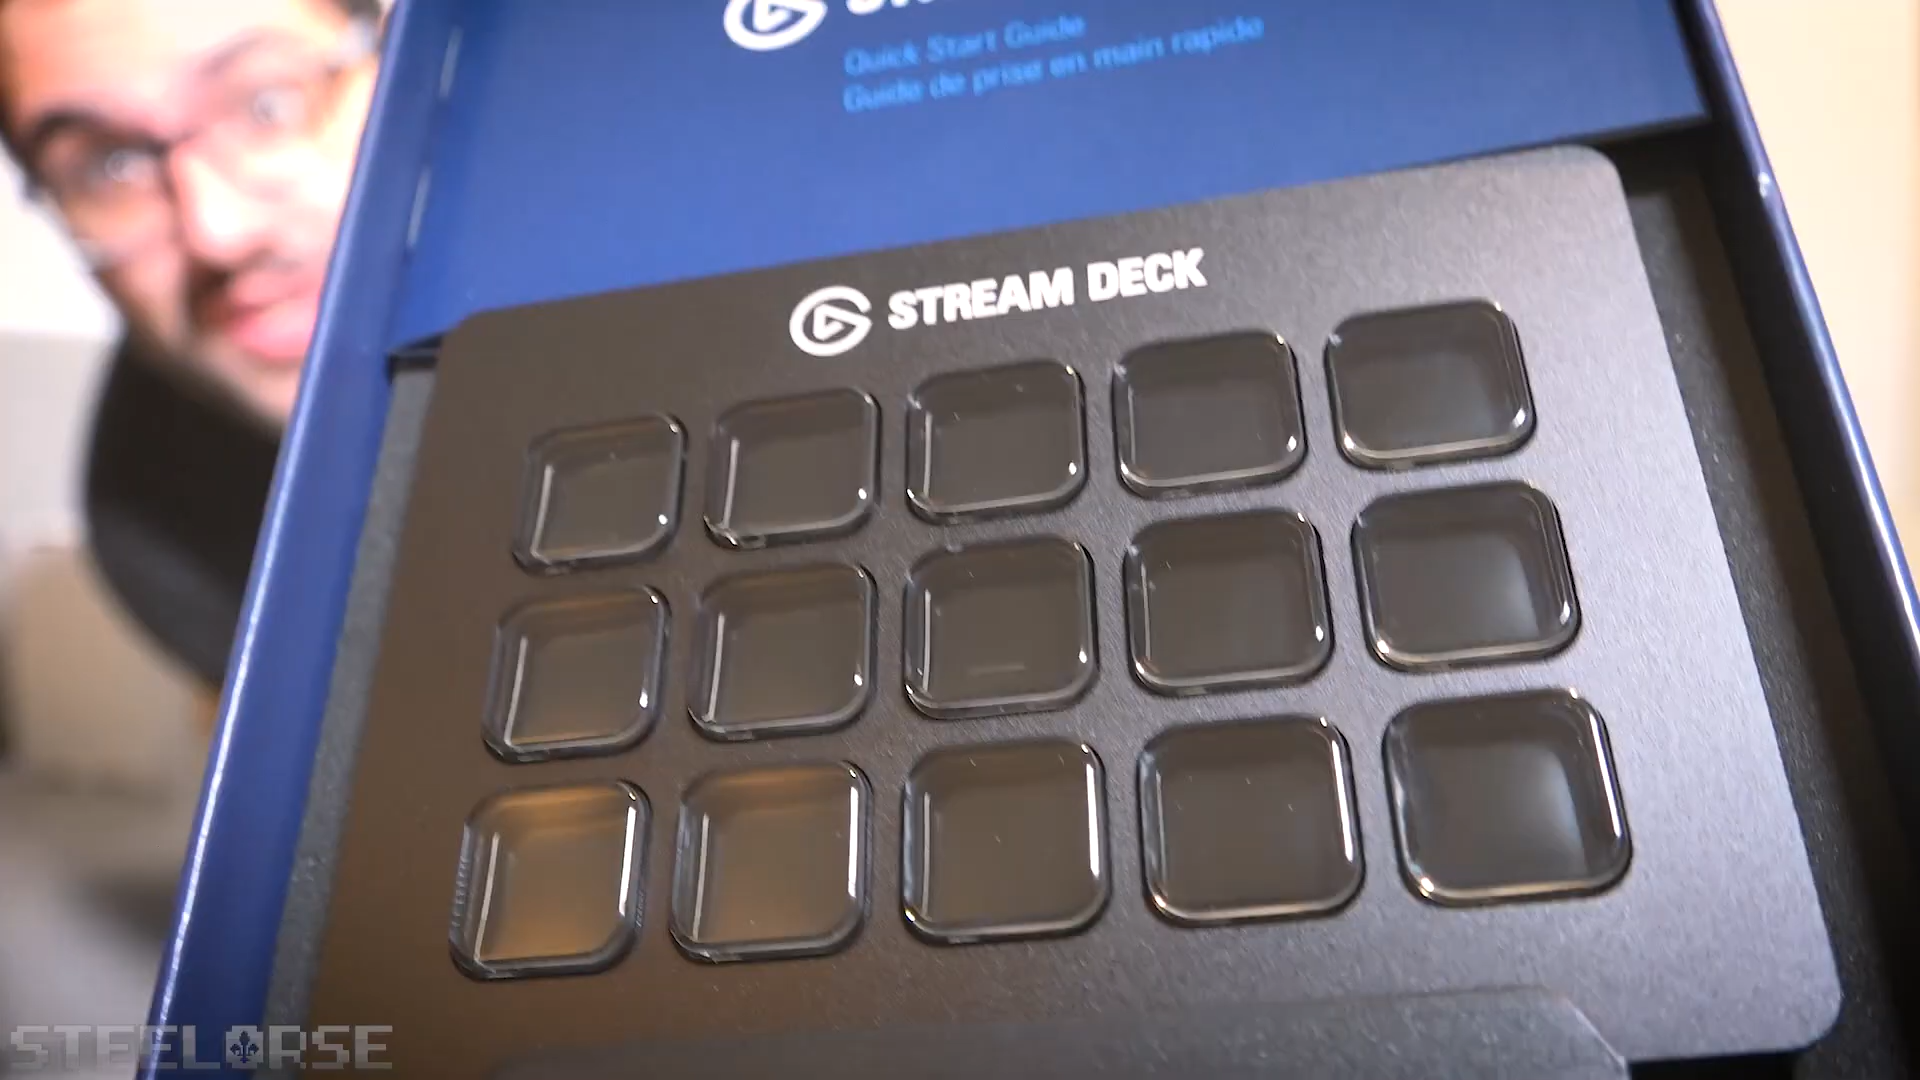 Quick Start Guide
Guide de prise en main rapide
STREAM DECK
STEELORSE